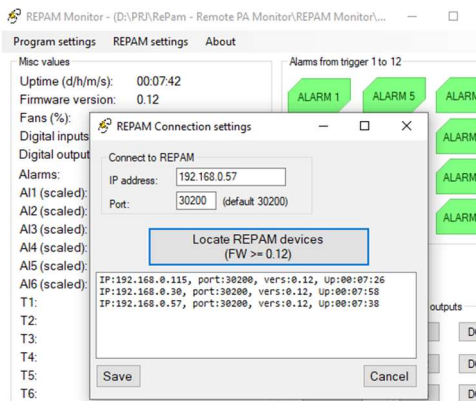 REPAM Monitor - (D:\PRJ\RePam - Remote PA Monitor\REPAM Monitor\...
Program settings REPAM settings About
Misc values
Uptime (d/h/m/s): 00:07:42
Firmware version: 0.12
Fans (%):
Digital inputs
Digital output
Alarms:
AI1 (scaled):
AI2 (scaled):
AI3 (scaled):
AI4 (scaled):
AI5 (scaled):
AI6 (scaled):
T1:
T2:
T3:
T4:
T5:
T6:
Alarms from trigger 1 to 12
ALARM 1 ALARM 5 ALARM
ALARM
ALARM
ALARM
outputs
REPAM Connection settings
Connect to REPAM
IP address: 192.168.0.57
Port: 30200 (default 30200)
Locate REPAM devices
(FW >= 0.12)
IP:192.168.0.115, port:30200, vers:0.12, Up:00:07:26
IP:192.168.0.30, port:30200, vers:0.12, Up:00:07:58
IP:192.168.0.57, port:30200, vers:0.12, Up:00:07:38
Save Cancel